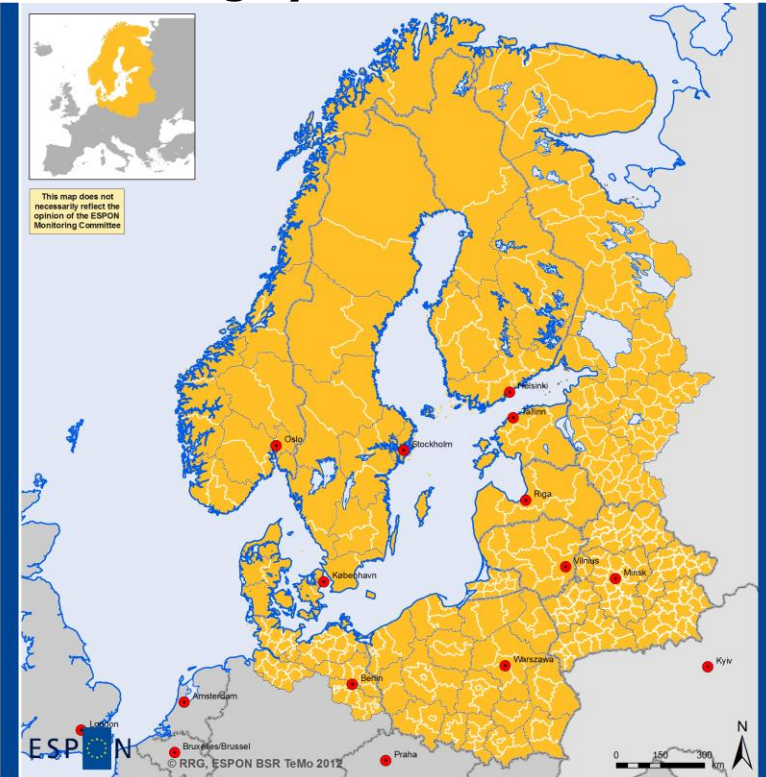 This map does not
necessarily reflect the
opinion of the ESPON
Monitoring Committee
Helsinki
Tallinn
Oslo
Stockholm
Riga
Vilnius
Minsk
København
Warszawa
Kyiv
Berlin
Amsterdam
London
Bruxelles/Brussel
Praha
ESPON
© RRG, ESPON BSR TeMo 2012
N
0 150 300
km